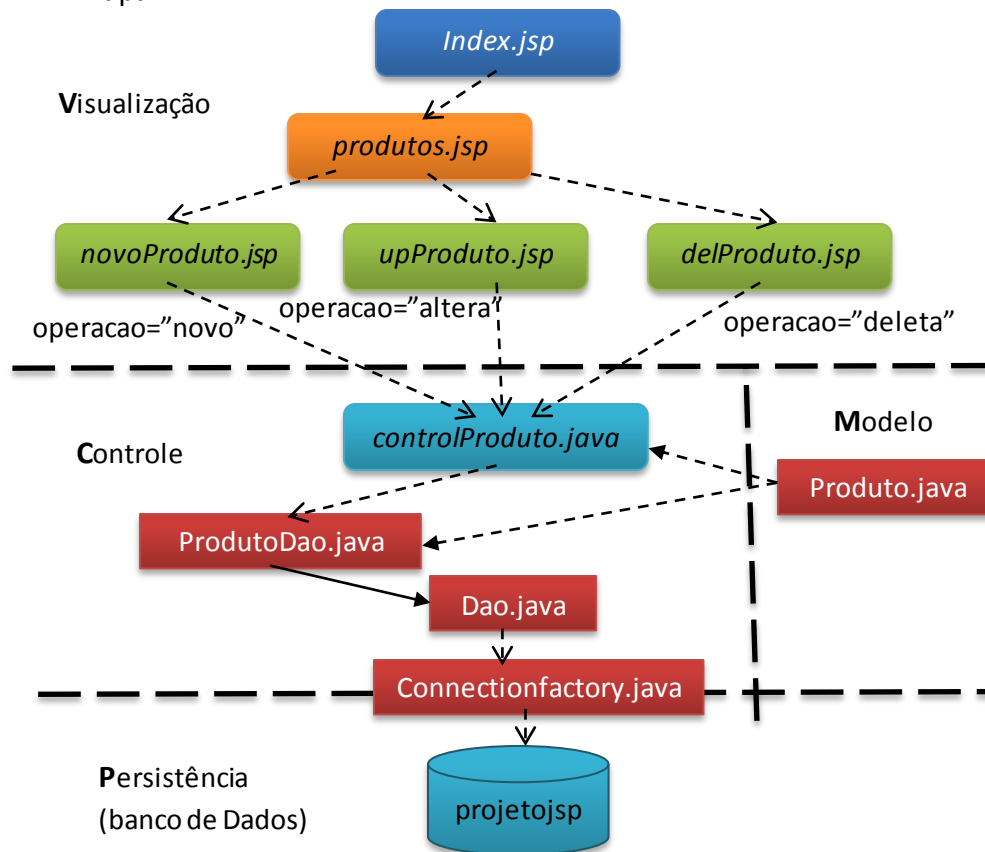 Index.jsp
Visualização
produtos.jsp
novoProduto.jsp
upProduto.jsp
delProduto.jsp
operacao=”novo”
operacao=”altera”
operacao=”deleta”
controlProduto.java
Modelo
Controle
Produto.java
ProdutoDao.java
Dao.java
Connectionfactory.java
Persistência
(banco de Dados)
projetojsp